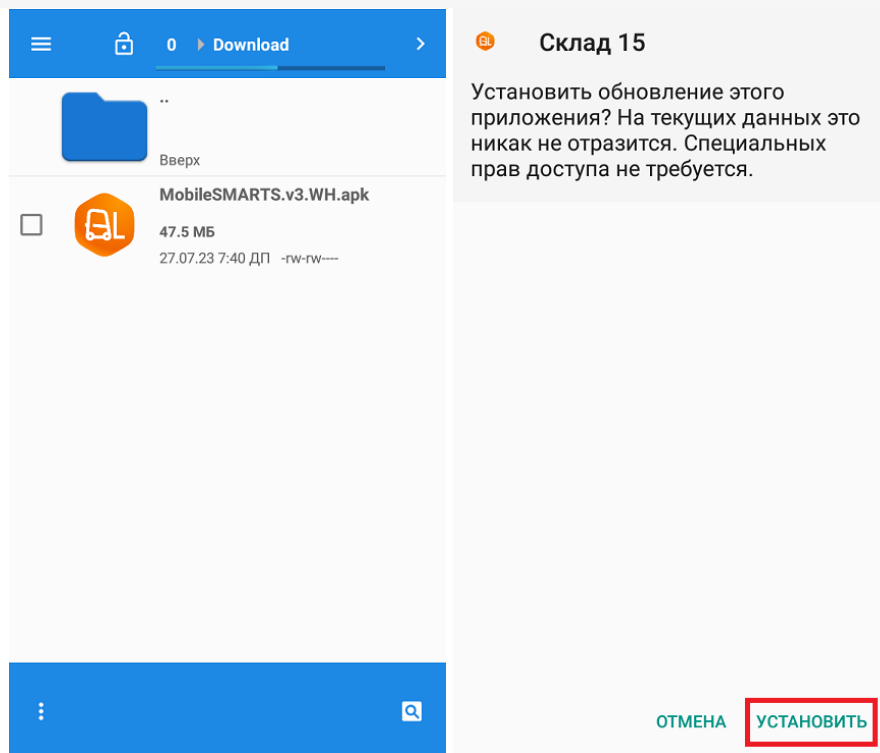 0 Download
..
Вверх
MobileSMARTS.v3.WH.apk
47.5 МБ
27.07.23 7:40 ДП -rw-rw----
Склад 15
Установить обновление этого
приложения? На текущих данных это
никак не отразится. Специальных
прав доступа не требуется.
ОТМЕНА УСТАНОВИТЬ